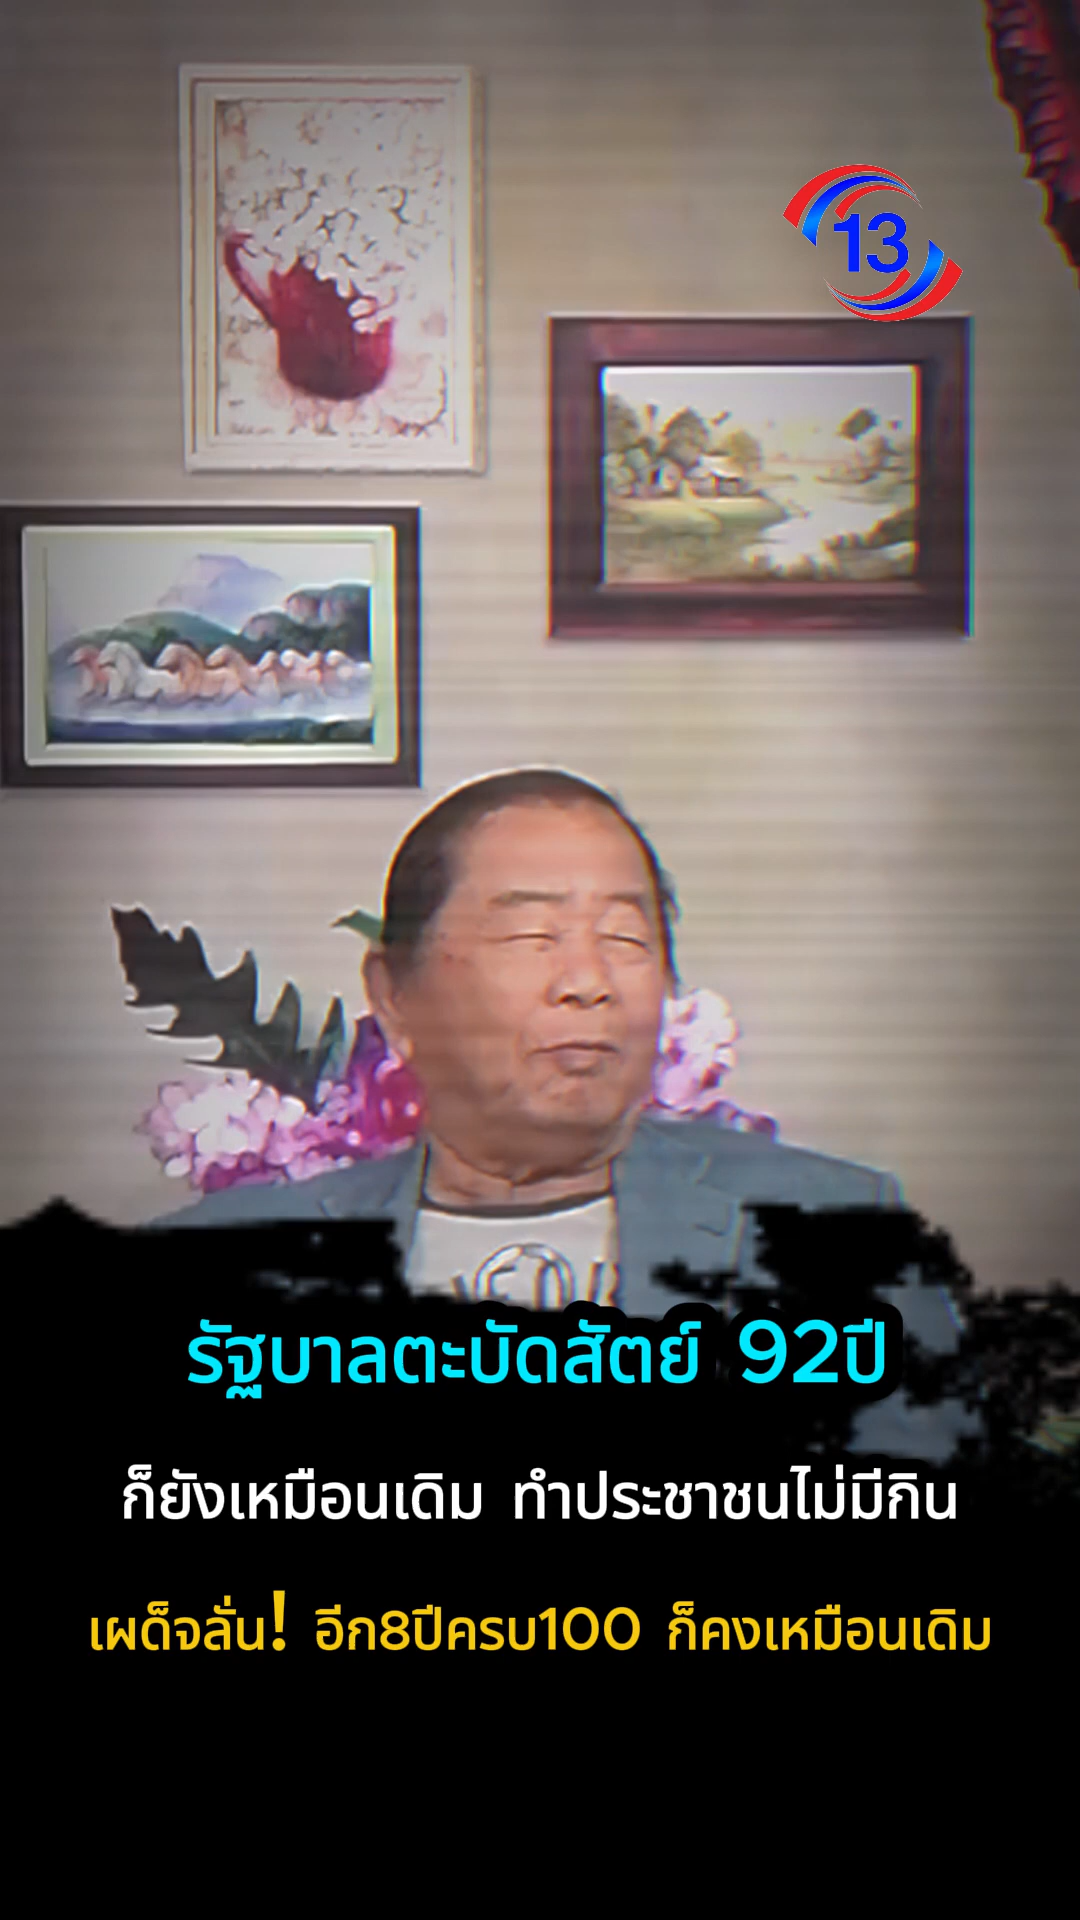 13
รัฐบาลตะบัดสัตย์ 92ปี
ก็ยังเหมือนเดิม ทำประชาชนไม่มีกิน
เผด็จลั่น! อีก8ปีครบ100 ก็คงเหมือนเดิม